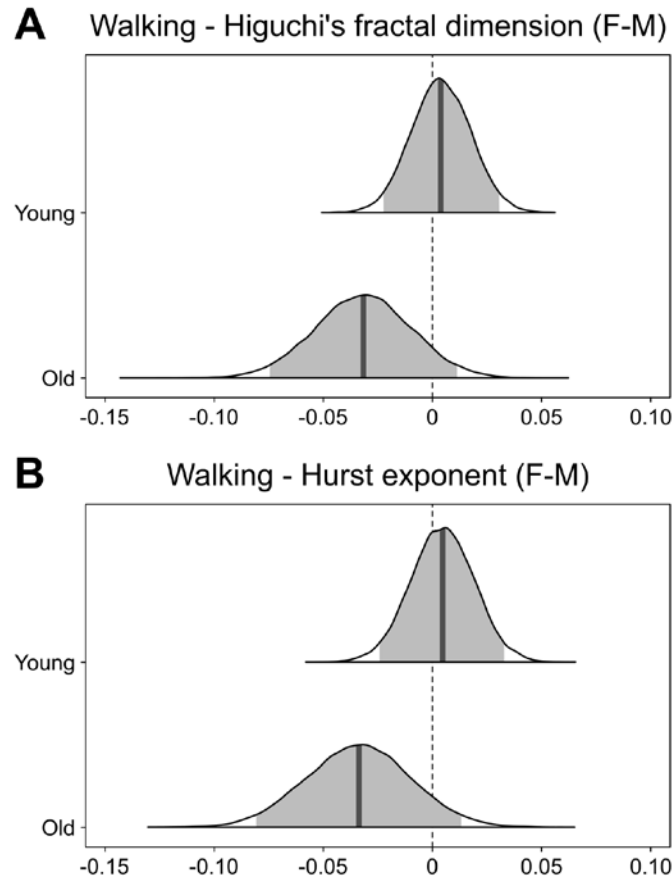 A Walking - Higuchi's fractal dimension (F-M)
Young
Old
-0.15 -0.10 -0.05 0 0.05 0.10
B Walking - Hurst exponent (F-M)
Young
Old
-0.15 -0.10 -0.05 0 0.05 0.10